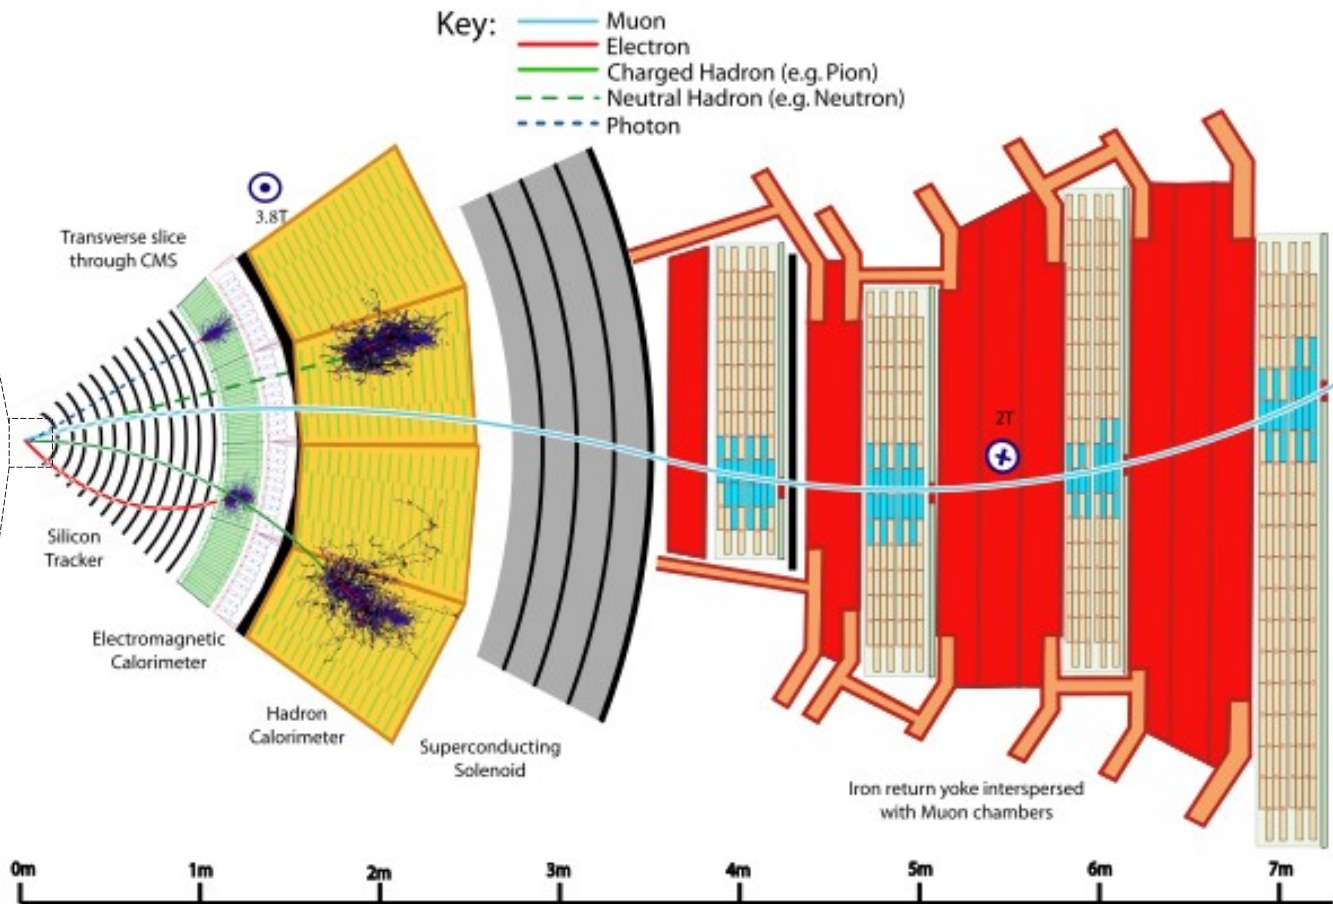 Key:
Muon
Electron
Charged Hadron (e.g. Pion)
Neutral Hadron (e.g. Neutron)
Photon
3.8T
Transverse slice
through CMS
2T
Silicon
Tracker
Electromagnetic
Calorimeter
Hadron
Calorimeter
Superconducting
Solenoid
Iron return yoke interspersed
with Muon chambers
0m 1m 2m 3m 4m 5m 6m 7m